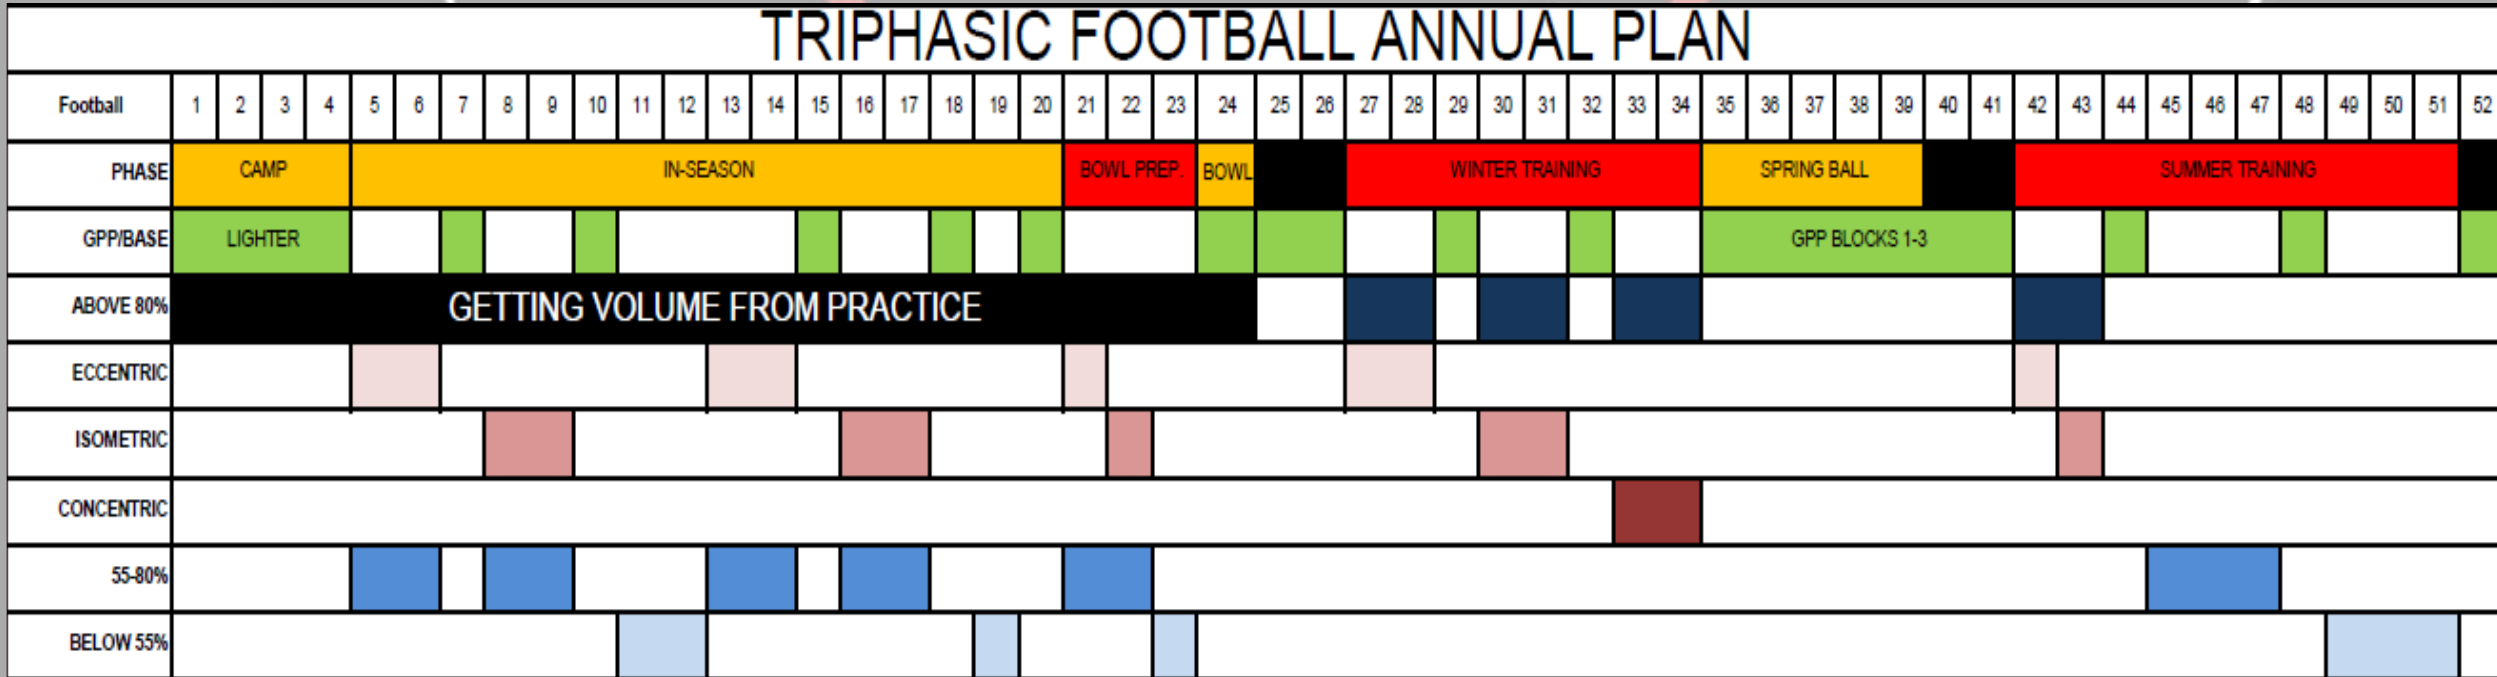 TRIPHASIC FOOTBALL ANNUAL PLAN
Football 1 2 3 4 5 6 7 8 9 10 11 12 13 14 15 16 17 18 19 20 21 22 23 24 25 26 27 28 29 30 31 32 33 34 35 36 37 38 39 40 41 42 43 44 45 46 47 48 49 50 51 52
PHASE CAMP IN-SEASON BOWL PREP. BOWL WINTER TRAINING SPRING BALL SUMMER TRAINING
GPP/BASE LIGHTER GPP BLOCKS 1-3
ABOVE 80% GETTING VOLUME FROM PRACTICE
ECCENTRIC
ISOMETRIC
CONCENTRIC
55-80%
BELOW 55%